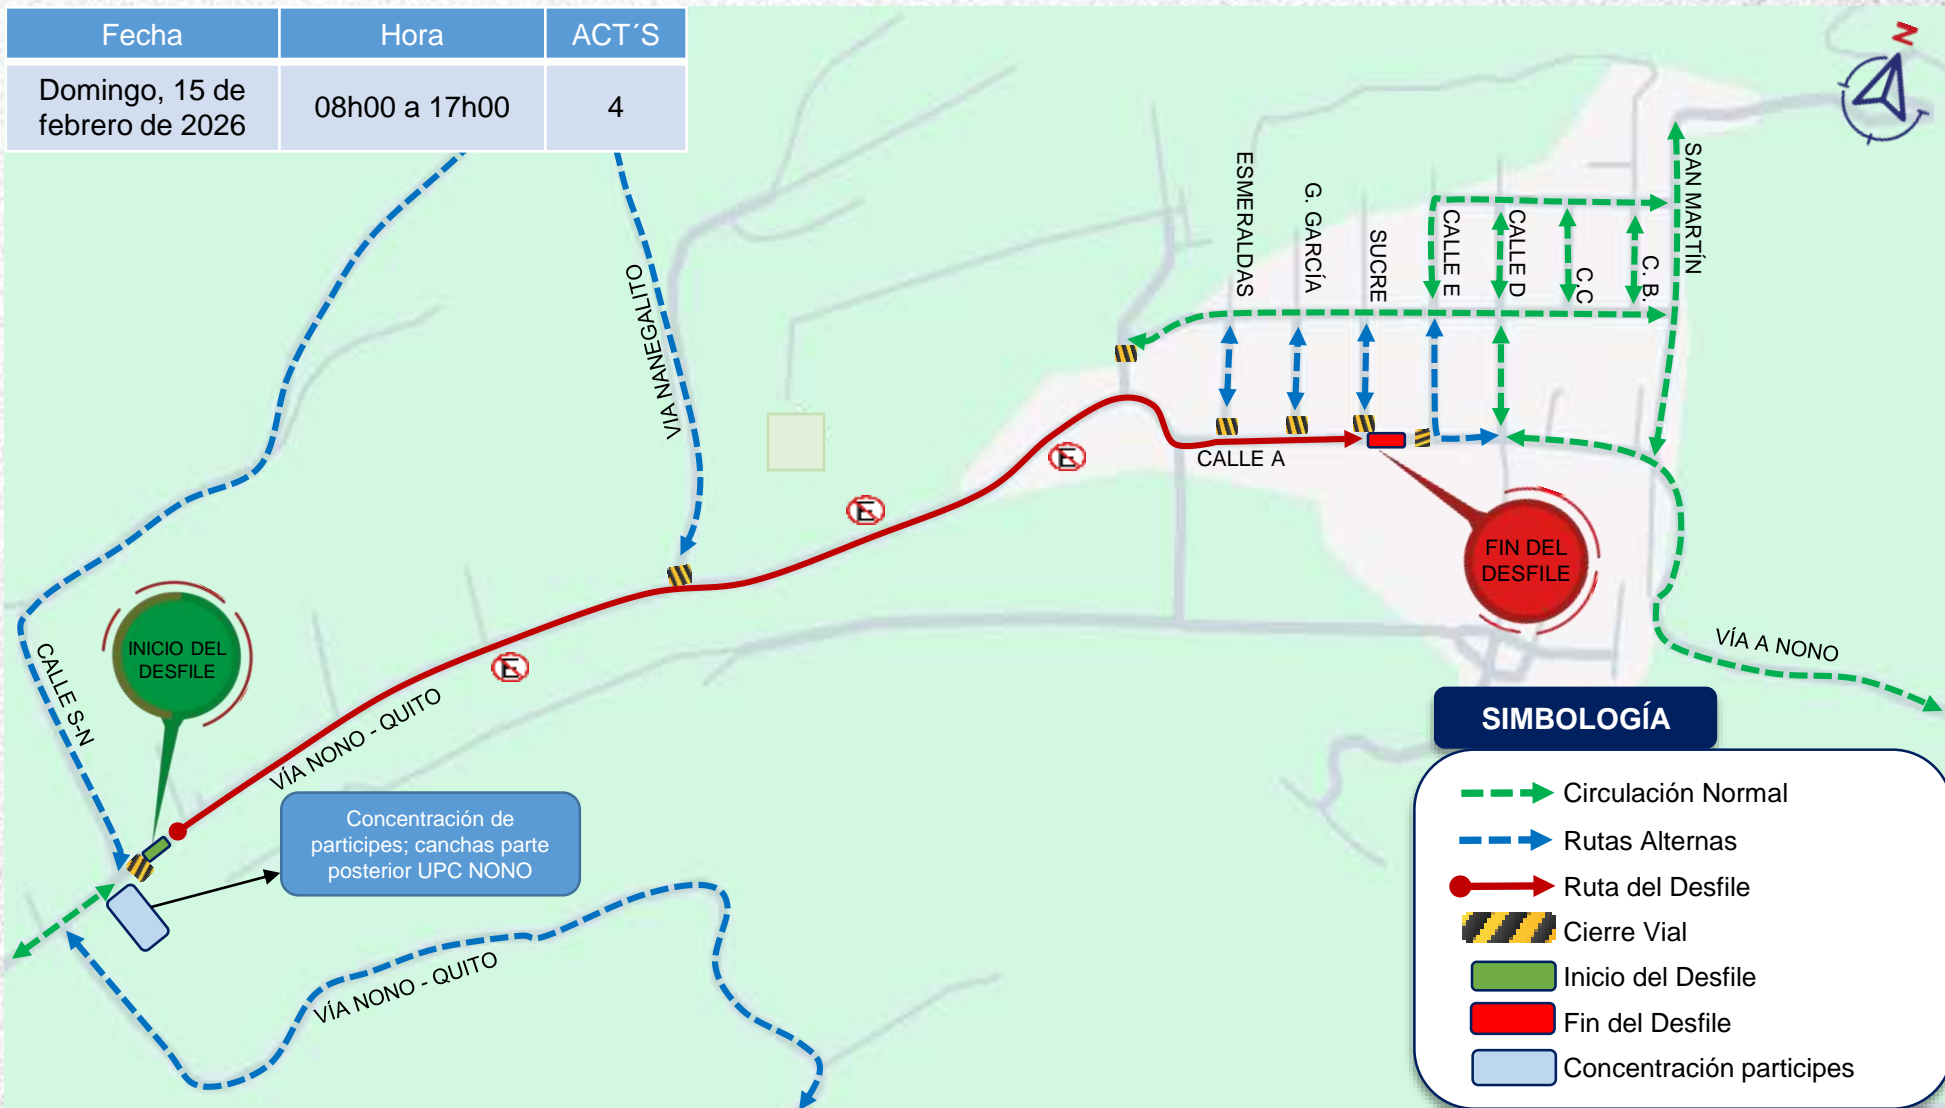 Fecha
Hora
ACT´S
Domingo, 15 de
febrero de 2026
08h00 a 17h00
4
N
ESMERALDAS
G. GARCÍA
SUCRE
CALLE E
CALLE D
C.C
C. B.
SAN MARTÍN
VIA NANEGALITO
E
E
E
CALLE A
FIN DEL
DESFILE
INICIO DEL
DESFILE
CALLE S-N
VÍA NONO - QUITO
VÍA A NONO
Concentración de
participes; canchas parte
posterior UPC NONO
VÍA NONO - QUITO
SIMBOLOGÍA
Circulación Normal
Rutas Alternas
Ruta del Desfile
Cierre Vial
Inicio del Desfile
Fin del Desfile
Concentración participes